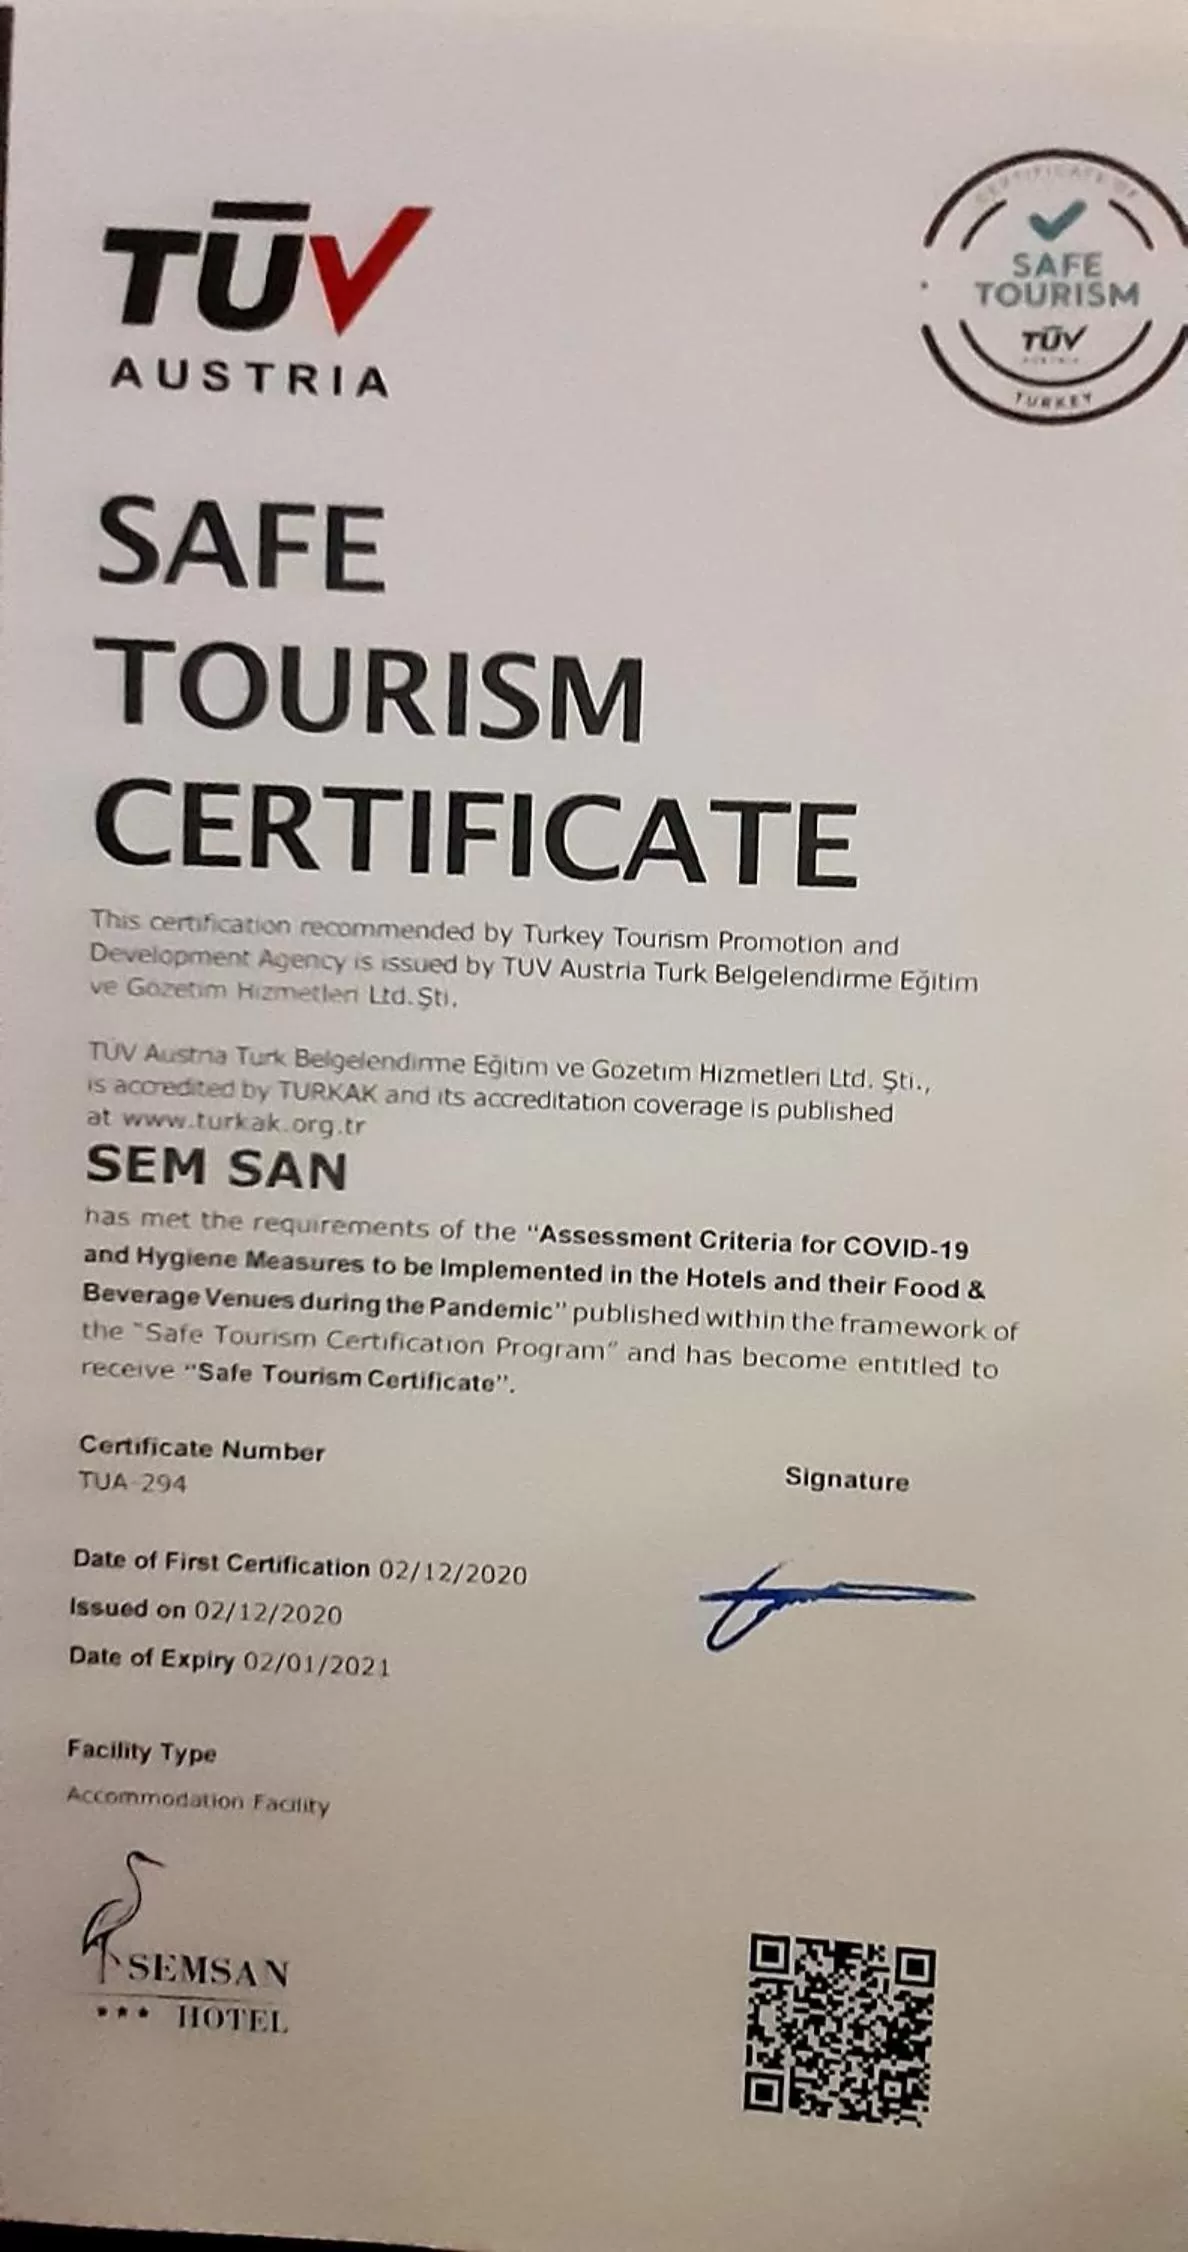 TÜV
AUSTRIA
CERTIFICATE OF
SAFE
TOURISM
TÜV
AUSTRIA
TURKEY
SAFE
TOURISM
CERTIFICATE
This certification recommended by Turkey Tourism Promotion and
Development Agency is issued by TUV Austria Turk Belgelendirme Eğitim
ve Gozetim Hizmetleri Ltd.Şti.
TUV Austria Turk Belgelendirme Eğitim ve Gozetim Hizmetleri Ltd. Şti.,
is accredited by TURKAK and its accreditation coverage is published
at www.turkak.org.tr
SEM SAN
has met the requirements of the "Assessment Criteria for COVID-19
and Hygiene Measures to be Implemented in the Hotels and their Food &
Beverage Venues during the Pandemic" published within the framework of
the "Safe Tourism Certification Program" and has become entitled to
receive "Safe Tourism Certificate".
Certificate Number
TUA-294
Signature
Date of First Certification 02/12/2020
Issued on 02/12/2020
Date of Expiry 02/01/2021
Facility Type
Accommodation Facility
SEMSAN
*** HOTEL